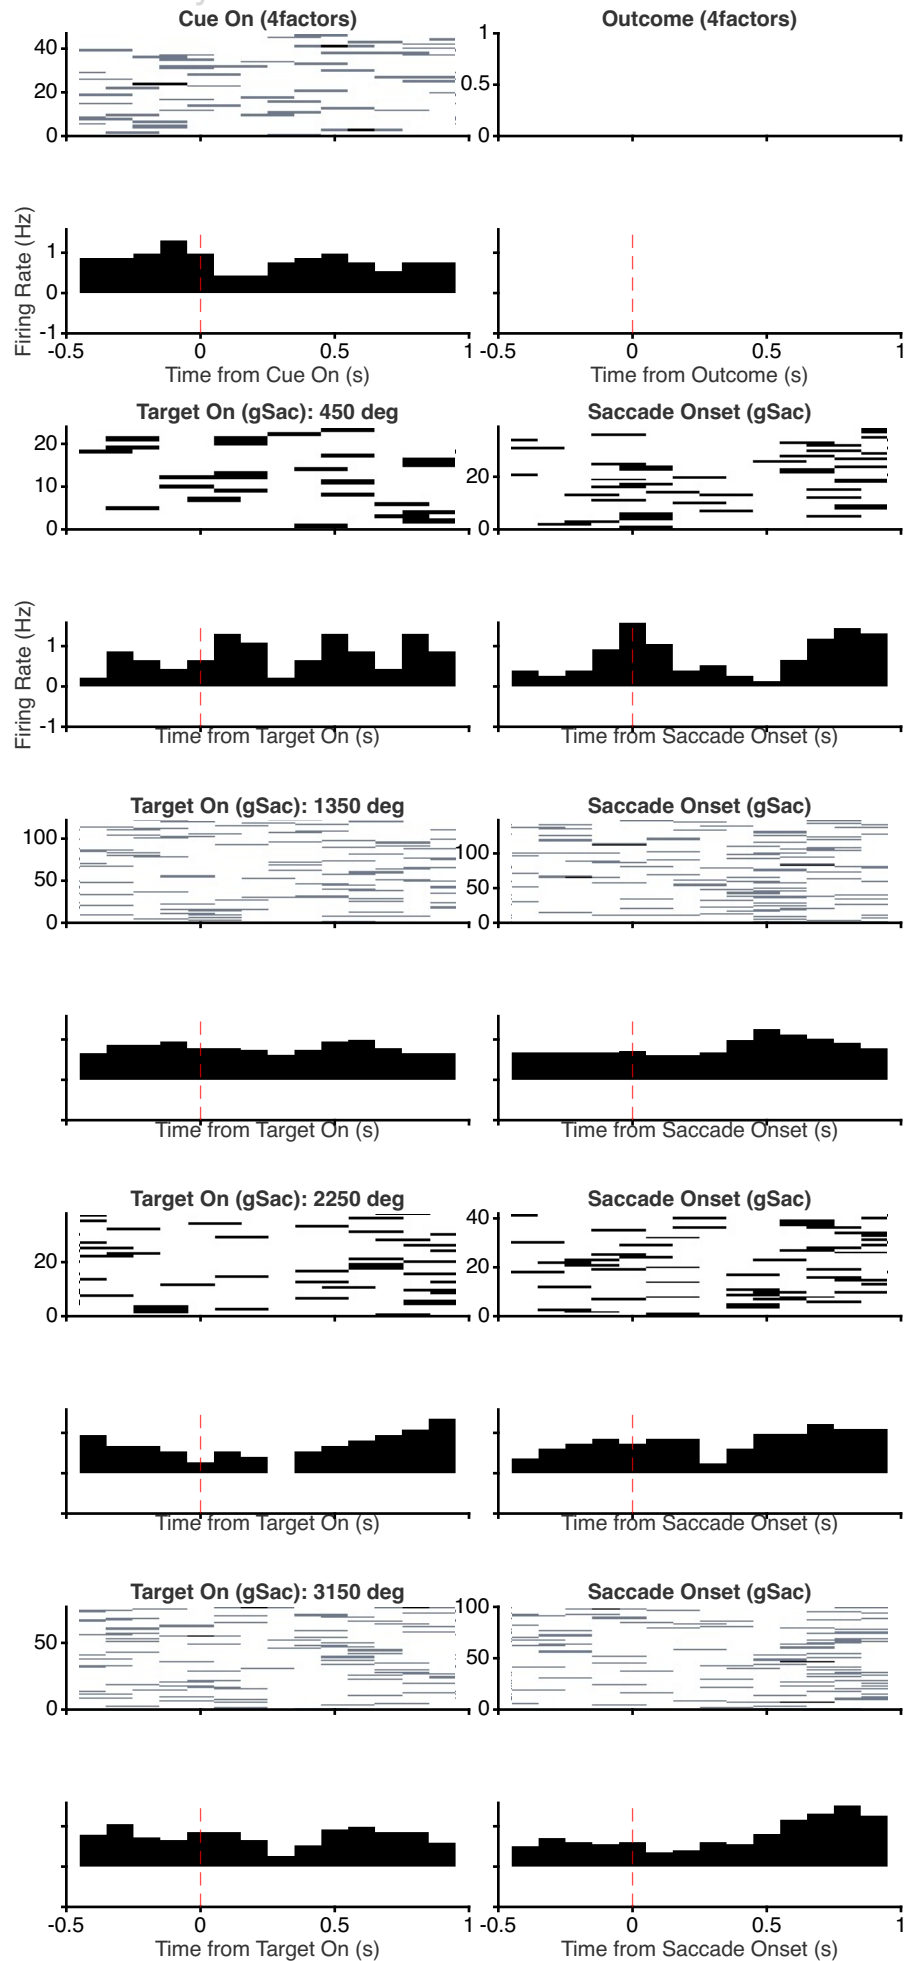 Cue On (4factors) Outcome (4factors)
40 1
20 0.5
0 0
Firing Rate (Hz)
1
0
-1
-0.5 0 0.5 1 -0.5 0 0.5 1
Time from Cue On (s) Time from Outcome (s)
Target On (gSac): 450 deg Saccade Onset (gSac)
20
10 20
0 0
Firing Rate (Hz)
1
0
-1
Time from Target On (s) Time from Saccade Onset (s)
Target On (gSac): 1350 deg Saccade Onset (gSac)
100 100
50 50
0 0
Time from Target On (s) Time from Saccade Onset (s)
Target On (gSac): 2250 deg Saccade Onset (gSac)
40
20 20
0 0
Time from Target On (s) Time from Saccade Onset (s)
Target On (gSac): 3150 deg Saccade Onset (gSac)
100
50 50
0 0
-0.5 0 0.5 1 -0.5 0 0.5 1
Time from Target On (s) Time from Saccade Onset (s)